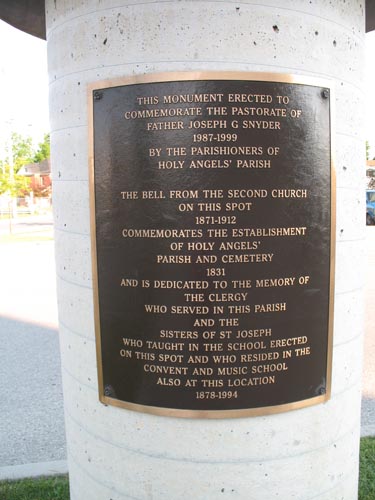 THIS MONUMENT ERECTED TO
COMMEMORATE THE PASTORATE OF
FATHER JOSEPH G SNYDER
1987-1999
BY THE PARISHIONERS OF
HOLY ANGELS' PARISH
THE BELL FROM THE SECOND CHURCH
ON THIS SPOT
1871-1912
COMMEMORATES THE ESTABLISHMENT
OF HOLY ANGELS'
PARISH AND CEMETERY
1831
AND IS DEDICATED TO THE MEMORY OF
THE CLERGY
WHO SERVED IN THIS PARISH
AND THE
SISTERS OF ST JOSEPH
WHO TAUGHT IN THE SCHOOL ERECTED
ON THIS SPOT AND WHO RESIDED IN THE
CONVENT AND MUSIC SCHOOL
ALSO AT THIS LOCATION
1878-1994